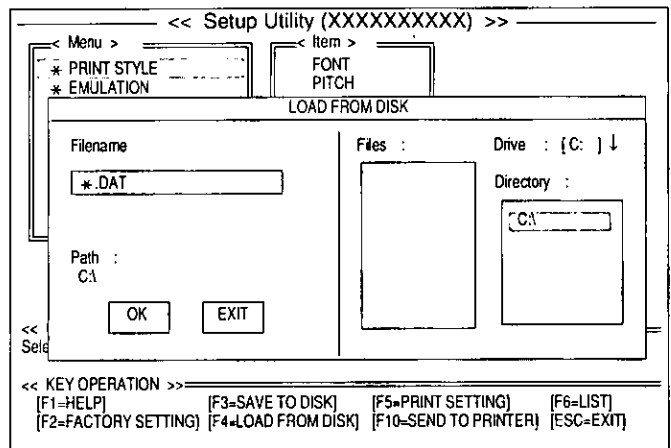 << Setup Utility (XXXXXXXXXX) >>
< Menu >
* PRINT STYLE
* EMULATION
< Item >
FONT
PITCH
LOAD FROM DISK
Filename
*.DAT
Path :
C:\
OK EXIT
Files :
Drive : [C: ] ↓
Directory :
C:\
<<
Sele
<< KEY OPERATION >>
[F1=HELP] [F3=SAVE TO DISK] [F5=PRINT SETTING] [F6=LIST]
[F2=FACTORY SETTING] [F4=LOAD FROM DISK] [F10=SEND TO PRINTER] [ESC=EXIT]